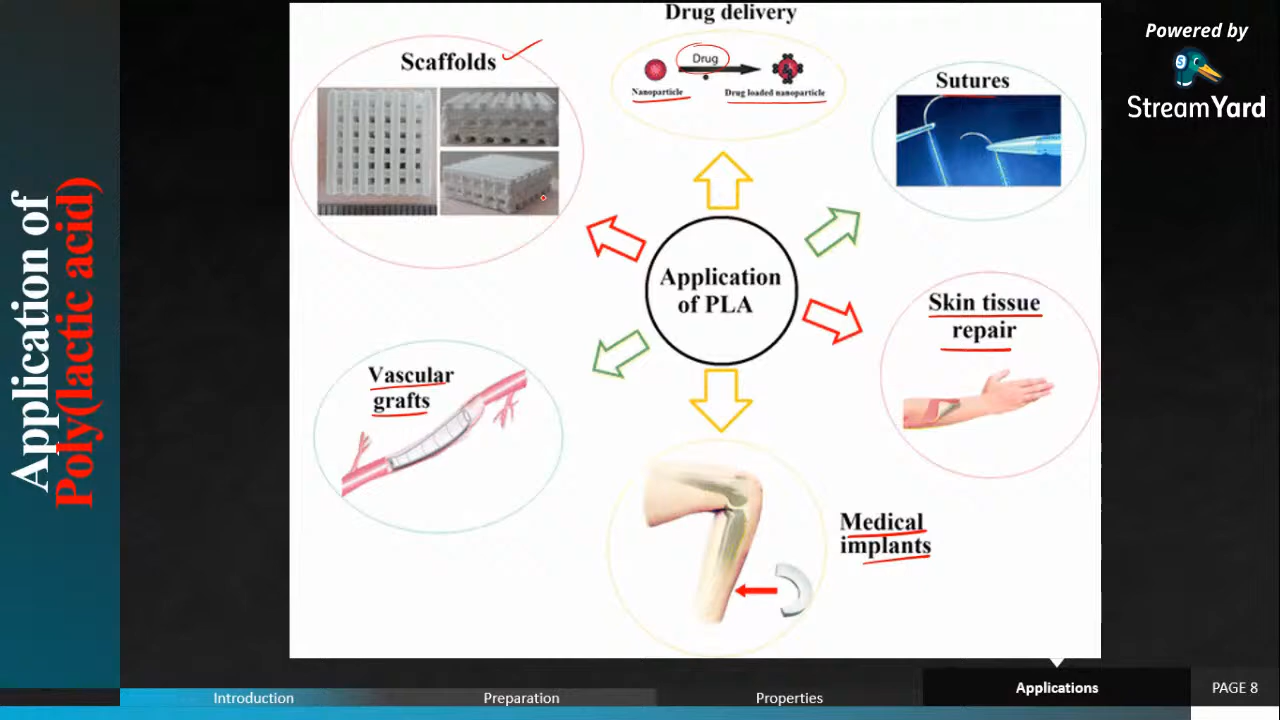 Application of
Poly(lactic acid)
Drug delivery
Drug
Nanoparticle
Drug loaded nanoparticle
Scaffolds
Sutures
Application
of PLA
Skin tissue
repair
Vascular
grafts
Medical
implants
Powered by
StreamYard
Introduction
Preparation
Properties
Applications
PAGE 8